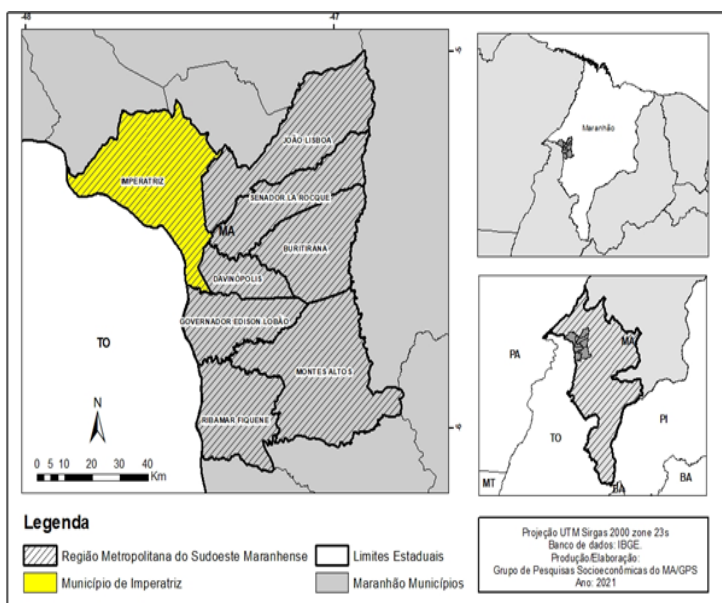 -48
-47
-5
JOÃO LISBOA
IMPERATRIZ
SENADOR LA ROCQUE
MA
BURITIRANA
DAVINÓPOLIS
GOVERNADOR EDISON LOBÃO
TO
MONTES ALTOS
RIBAMAR FIQUENE
-6
N
0 5 10 20 30 40
Km
Maranhão
PA
MA
TO
PI
MT
BA
BA
Legenda
Região Metropolitana do Sudoeste Maranhense
Limites Estaduais
Município de Imperatriz
Maranhão Municípios
Projeção UTM Sirgas 2000 zone 23s
Banco de dados: IBGE.
Produção/Elaboração:
Grupo de Pesquisas Socioeconômicas do MA/GPS
Ano: 2021